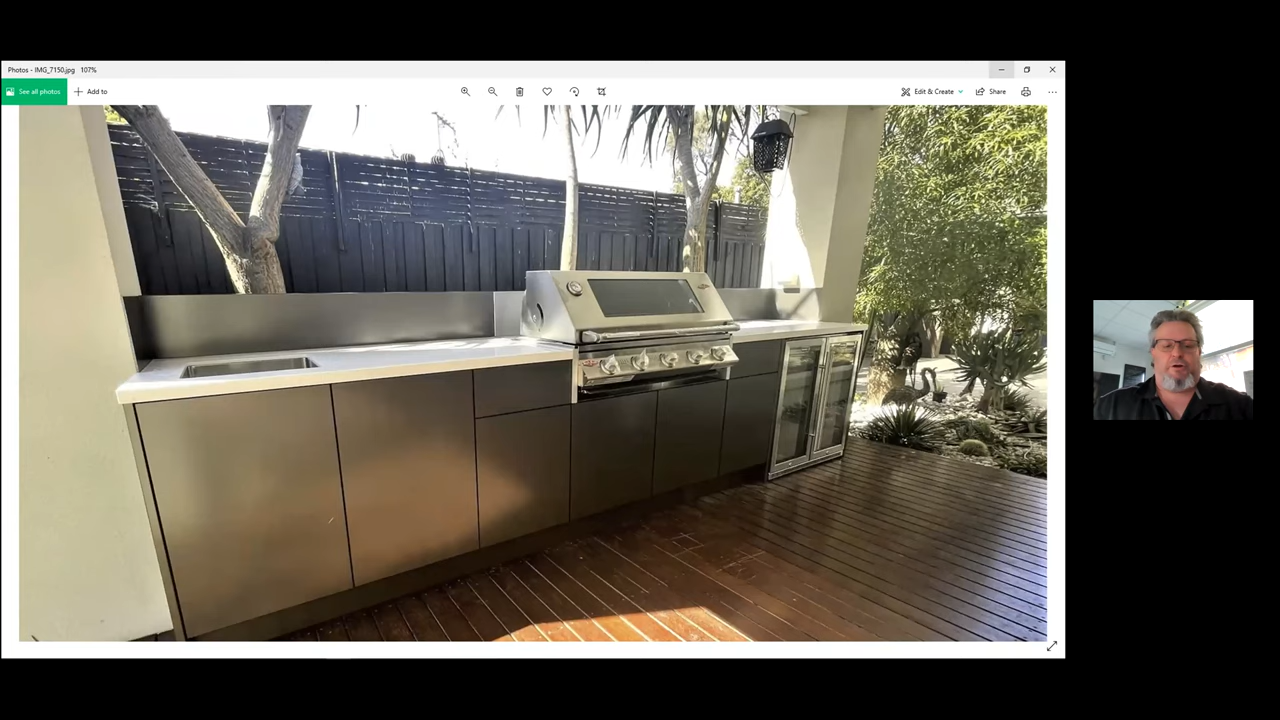 Photos - IMG_7150.jpg 107%
See all photos
Add to
Edit & Create
Share